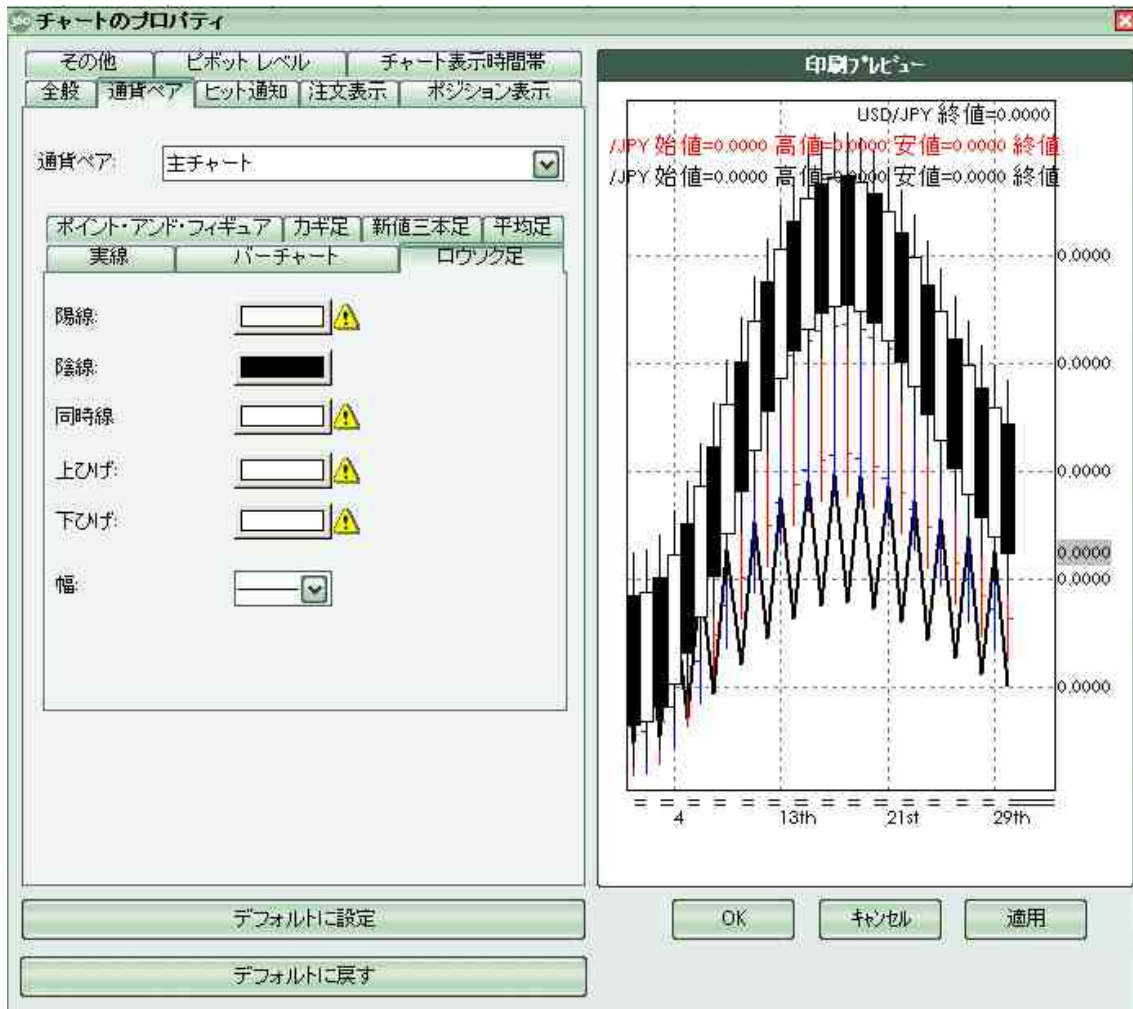 チャートのプロパティ
その他 ピボット レベル チャート表示時間帯
全般 通貨ペア ヒット通知 注文表示 ポジション表示
通貨ペア: 主チャート
ポイント・アンド・フィギュア カギ足 新値三本足 平均足
実線 バーチャート ロウソク足
陽線:
陰線:
同時線
上ひげ:
下ひげ:
幅:
デフォルトに設定
デフォルトに戻す
印刷プレビュー
USD/JPY 終値=0.0000
/JPY 始値=0.0000 高値=0.0000 安値=0.0000 終値
/JPY 始値=0.0000 高値=0.0000 安値=0.0000 終値
0.0000
0.0000
0.0000
0.0000
0.0000
0.0000
4 13th 21st 29th
OK キャンセル 適用